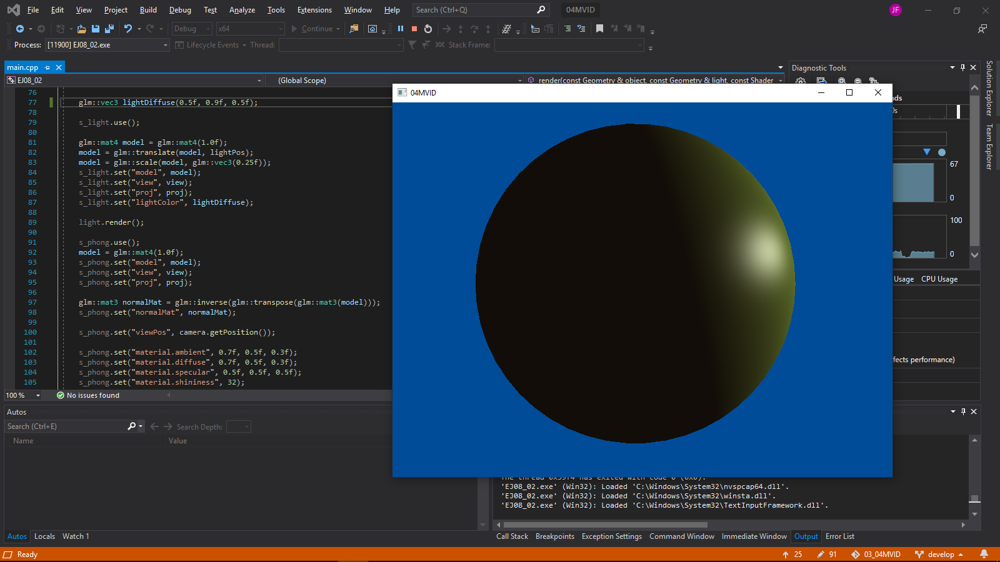 File Edit View Project Build Debug Test Analyze Tools Extensions Window Help Search (Ctrl+Q) 04MVID JF
Debug x64 Continue
Process: [11900] EJ08_02.exe Lifecycle Events Thread: Stack Frame:
main.cpp
EJ08_02 (Global Scope) render(const Geometry & object, const Geometry & light, const Shader
76
77 glm::vec3 lightDiffuse(0.5f, 0.9f, 0.5f);
78
79 s_light.use();
80
81 glm::mat4 model = glm::mat4(1.0f);
82 model = glm::translate(model, lightPos);
83 model = glm::scale(model, glm::vec3(0.25f));
84 s_light.set("model", model);
85 s_light.set("view", view);
86 s_light.set("proj", proj);
87 s_light.set("lightColor", lightDiffuse);
88
89 light.render();
90
91 s_phong.use();
92 model = glm::mat4(1.0f);
93 s_phong.set("model", model);
94 s_phong.set("view", view);
95 s_phong.set("proj", proj);
96
97 glm::mat3 normalMat = glm::inverse(glm::transpose(glm::mat3(model)));
98 s_phong.set("normalMat", normalMat);
99
100 s_phong.set("viewPos", camera.getPosition());
101
102 s_phong.set("material.ambient", 0.7f, 0.5f, 0.3f);
103 s_phong.set("material.diffuse", 0.7f, 0.5f, 0.3f);
104 s_phong.set("material.specular", 0.5f, 0.5f, 0.5f);
105 s_phong.set("material.shininess", 32);
100 % No issues found
04MVID
Diagnostic Tools
nds
0s
67
0
100
0
Usage CPU Usage
ffects performance)
Solution Explorer
Team Explorer
Autos
Search (Ctrl+E) Search Depth:
Name Value
The thread 0x59f4 has exited with code 0 (0x0).
'EJ08_02.exe' (Win32): Loaded 'C:\Windows\System32\nvspcap64.dll'.
'EJ08_02.exe' (Win32): Loaded 'C:\Windows\System32\winsta.dll'.
'EJ08_02.exe' (Win32): Loaded 'C:\Windows\System32\TextInputFramework.dll'.
Autos Locals Watch 1
Call Stack Breakpoints Exception Settings Command Window Immediate Window Output Error List
Ready 25 91 03_04MVID develop